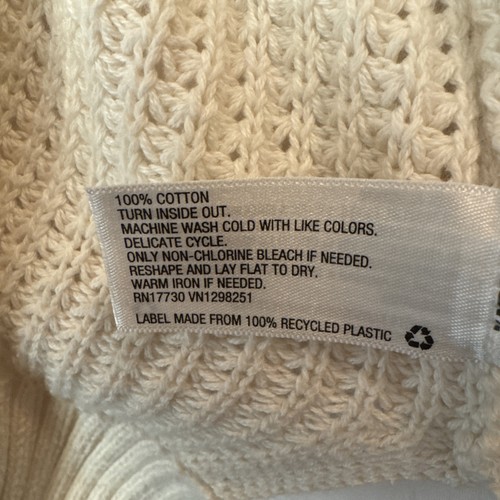 100% COTTON
TURN INSIDE OUT.
MACHINE WASH COLD WITH LIKE COLORS.
DELICATE CYCLE.
ONLY NON-CHLORINE BLEACH IF NEEDED.
RESHAPE AND LAY FLAT TO DRY.
WARM IRON IF NEEDED.
RN17730 VN1298251
LABEL MADE FROM 100% RECYCLED PLASTIC